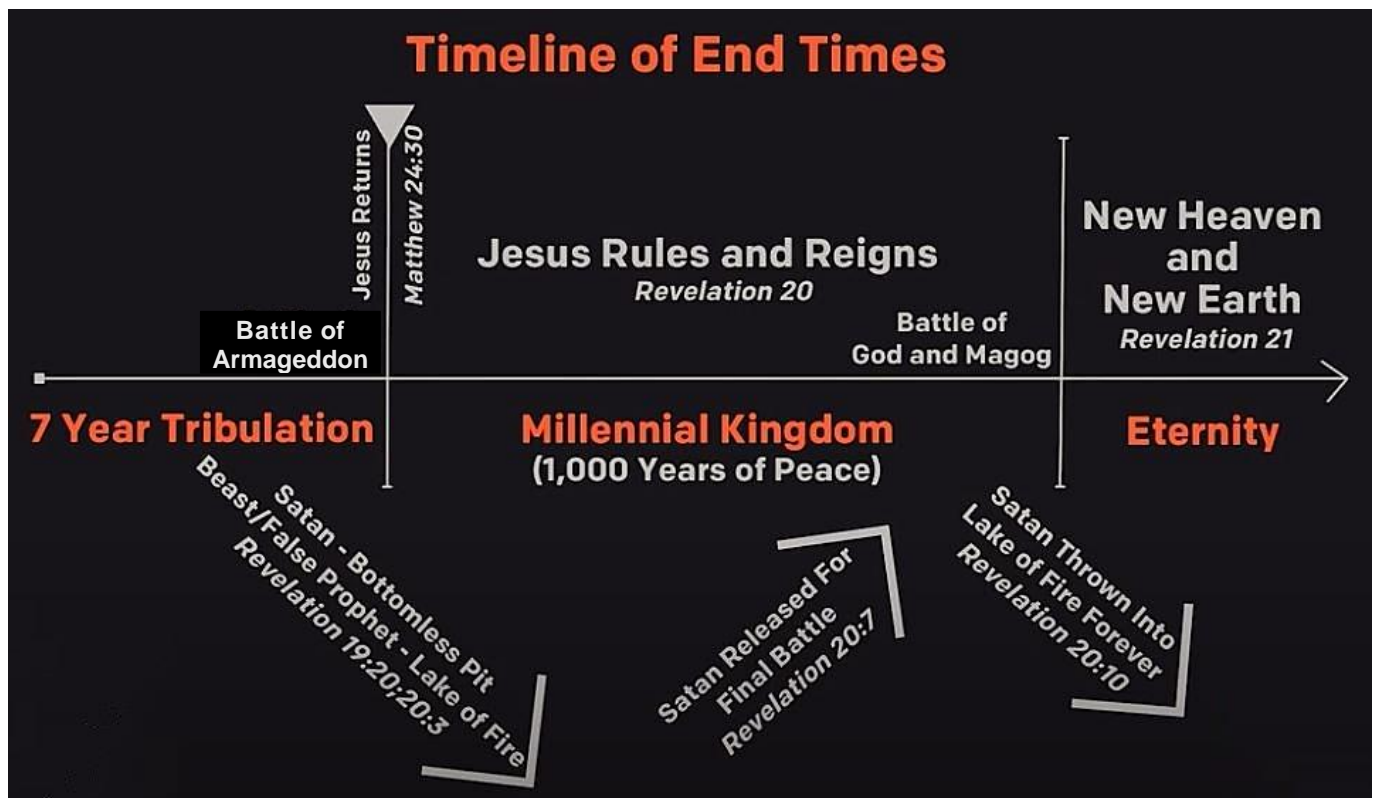 Timeline of End Times
Jesus Returns
Matthew 24:30
Jesus Rules and Reigns
Revelation 20
New Heaven
and
New Earth
Revelation 21
Battle of
Armageddon
Battle of
God and Magog
7 Year Tribulation
Millennial Kingdom
(1,000 Years of Peace)
Eternity
Satan - Bottomless Pit
Beast/False Prophet - Lake of Fire
Revelation 19:20;20:3
Satan Released For
Final Battle
Revelation 20:7
Satan Thrown Into
Lake of Fire Forever
Revelation 20:10